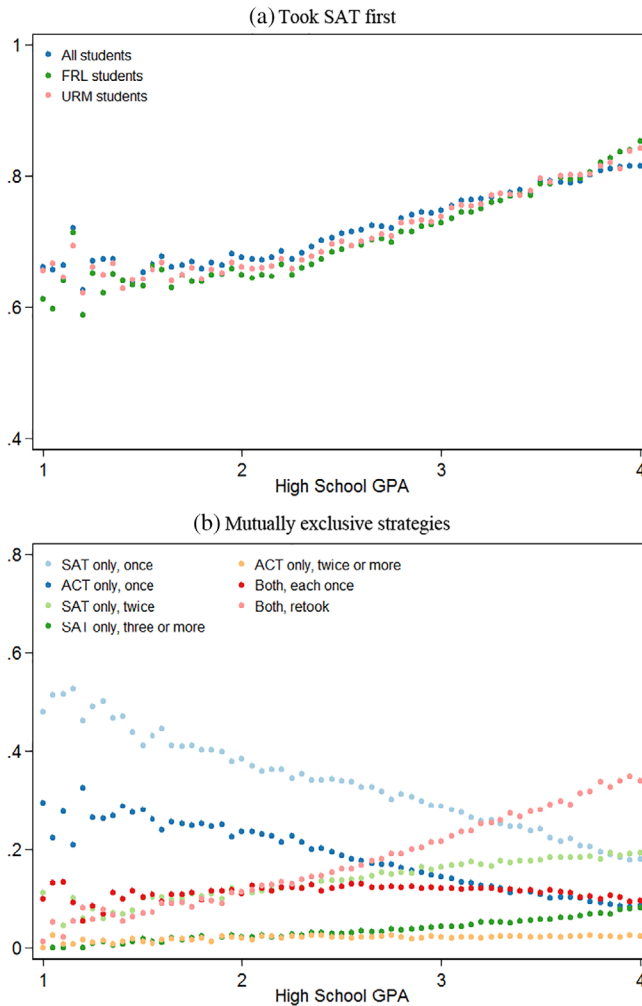 (a) Took SAT first
1
All students
FRL students
URM students
.8
.6
.4
1 2 3 4
High School GPA
(b) Mutually exclusive strategies
.8
SAT only, once ACT only, twice or more
ACT only, once Both, each once
SAT only, twice Both, retook
SAT only, three or more
.6
.4
.2
0
1 2 3 4
High School GPA